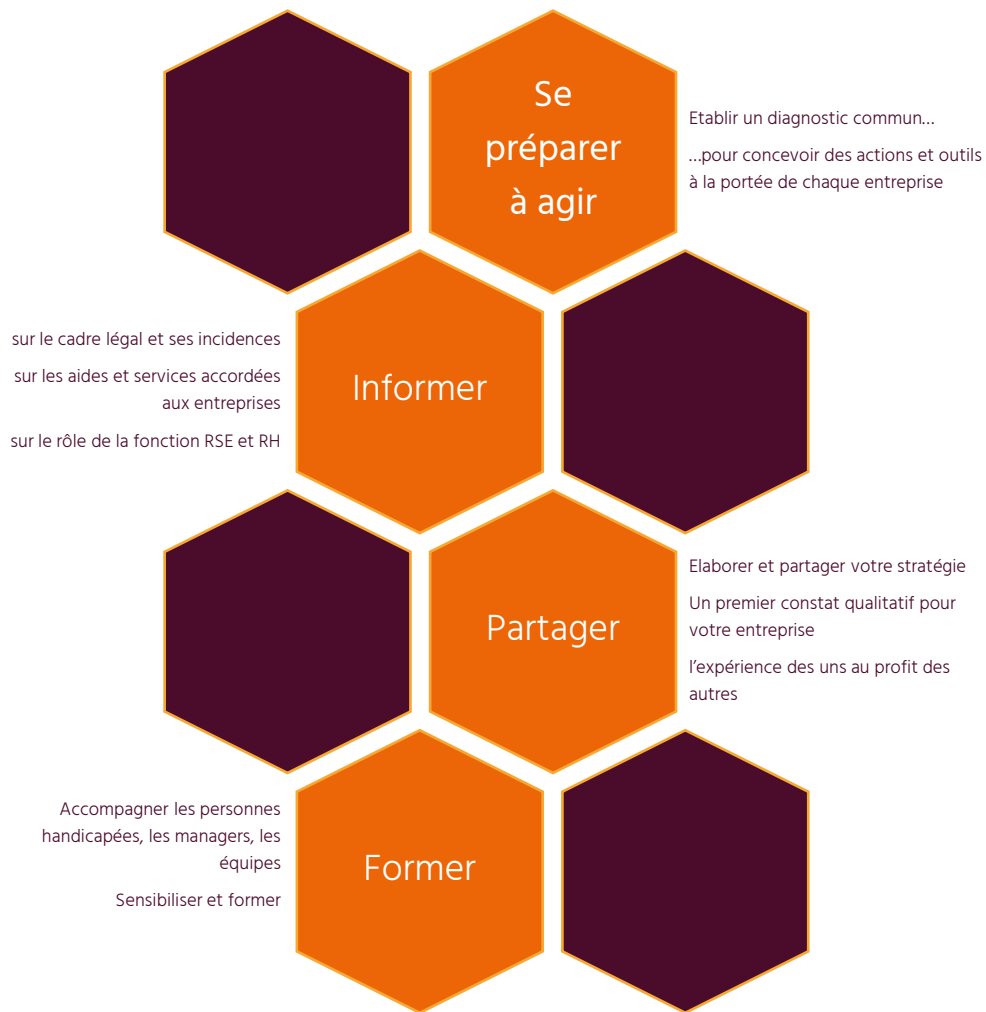 Se
préparer
à agir
Etablir un diagnostic commun...
...pour concevoir des actions et outils
à la portée de chaque entreprise
sur le cadre légal et ses incidences
sur les aides et services accordées
aux entreprises
sur le rôle de la fonction RSE et RH
Informer
Elaborer et partager votre stratégie
Un premier constat qualitatif pour
votre entreprise
l’expérience des uns au profit des
autres
Partager
Accompagner les personnes
handicapées, les managers, les
équipes
Sensibiliser et former
Former